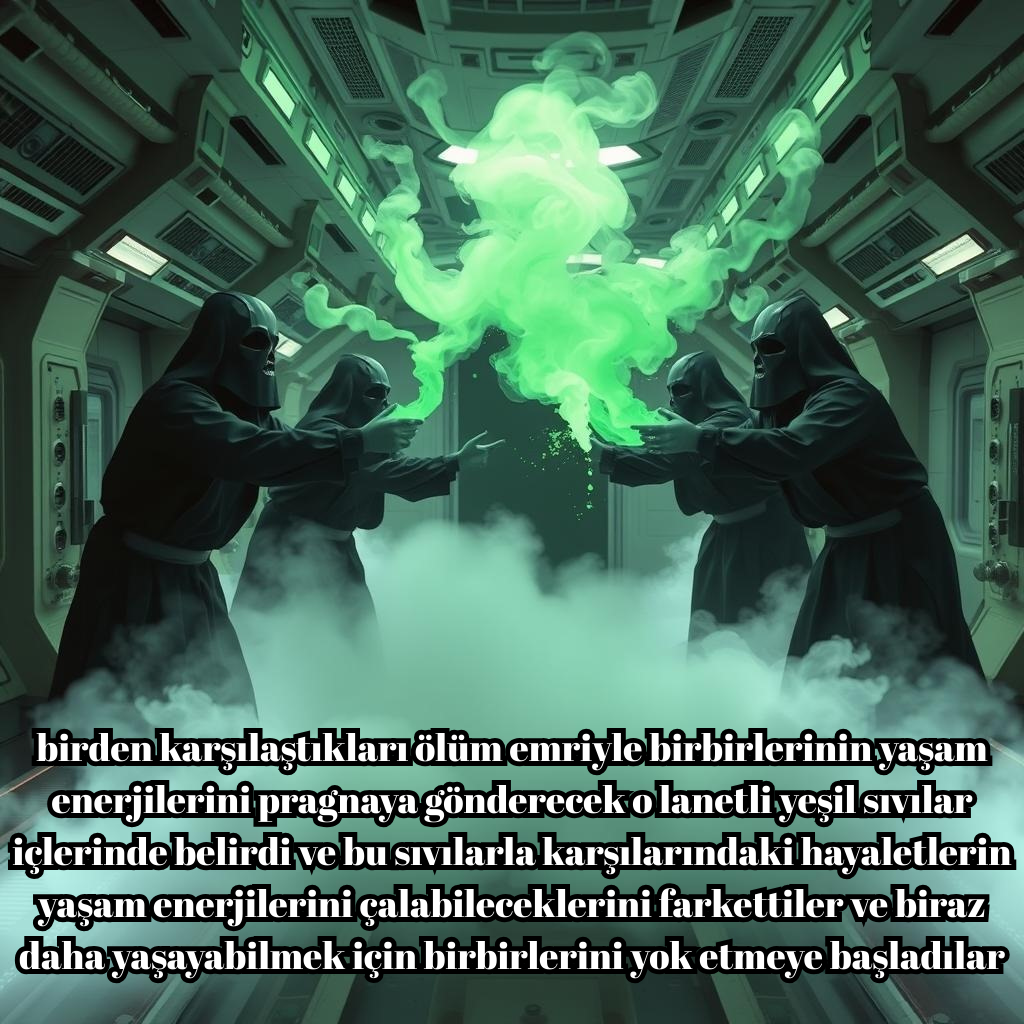 birden karşılaştıkları ölüm emriyle birbirlerinin yaşam
enerjilerini pragnaya gönderecek o lanetli yeşil sıvılar
içlerinde belirdi ve bu sıvılarla karşılarındaki hayaletlerin
yaşam enerjilerini çalabileceklerini farkettiler ve biraz
daha yaşayabilmek için birbirlerini yok etmeye başladılar